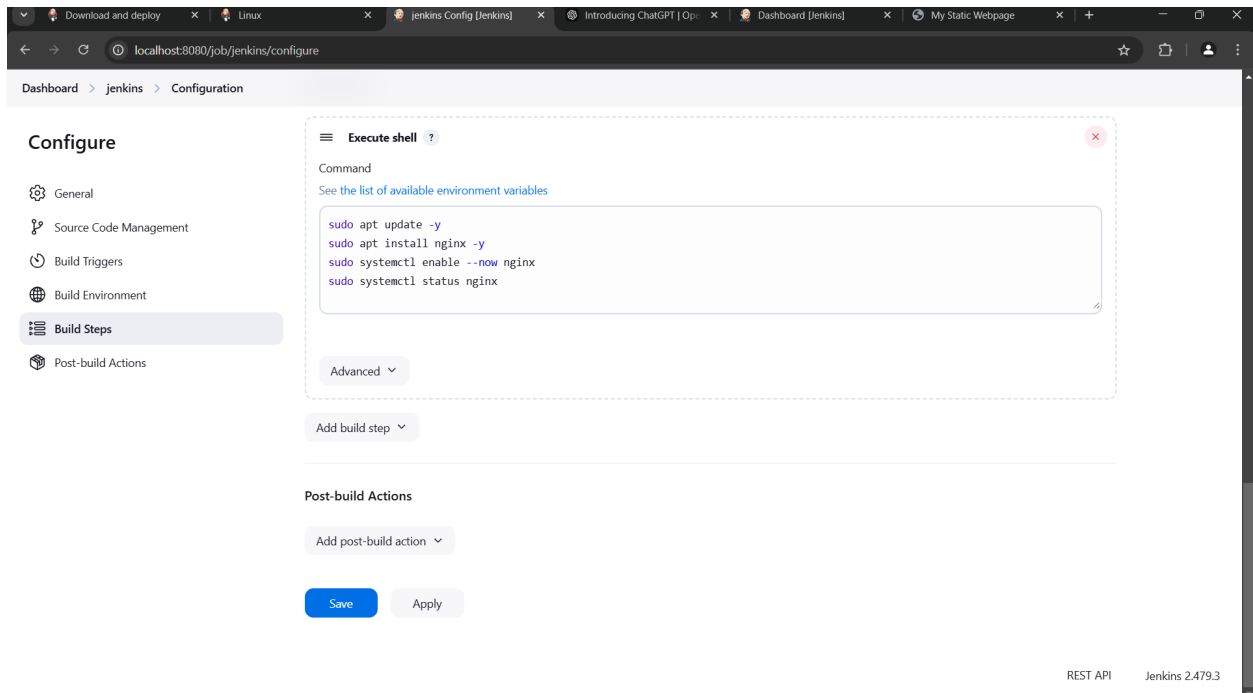 Download and deploy
Linux
jenkins Config [Jenkins]
Introducing ChatGPT | Ope
Dashboard [Jenkins]
My Static Webpage
localhost:8080/job/jenkins/configure
Dashboard > jenkins > Configuration
Configure
General
Source Code Management
Build Triggers
Build Environment
Build Steps
Post-build Actions
Execute shell ?
Command
See the list of available environment variables
sudo apt update -y
sudo apt install nginx -y
sudo systemctl enable --now nginx
sudo systemctl status nginx
Advanced
Add build step
Post-build Actions
Add post-build action
Save
Apply
REST API
Jenkins 2.479.3